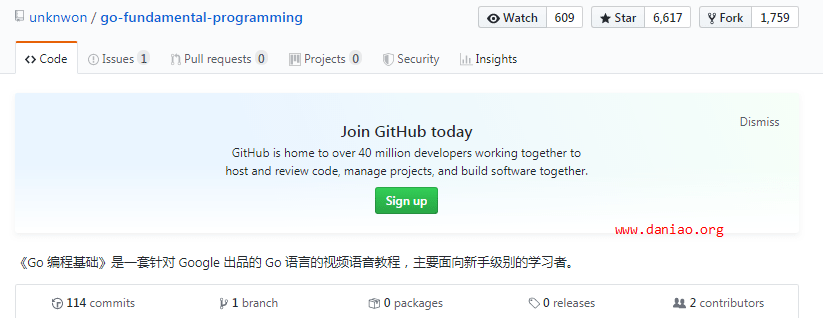 unknwon / go-fundamental-programming Watch 609 Star 6,617 Fork 1,759
Code Issues 1 Pull requests 0 Projects 0 Security Insights
Dismiss
Join GitHub today
GitHub is home to over 40 million developers working together to
host and review code, manage projects, and build software together.
Sign up
www.daniao.org
《Go 编程基础》是一套针对 Google 出品的 Go 语言的视频语音教程，主要面向新手级别的学习者。
114 commits 1 branch 0 packages 0 releases 2 contributors